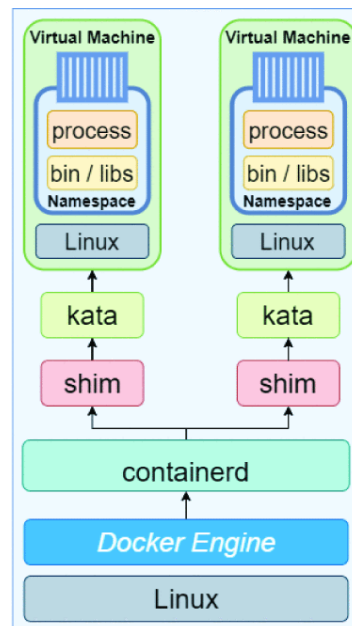 Virtual Machine
process
bin / libs
Namespace
Linux
kata
shim
Virtual Machine
process
bin / libs
Namespace
Linux
kata
shim
containerd
Docker Engine
Linux